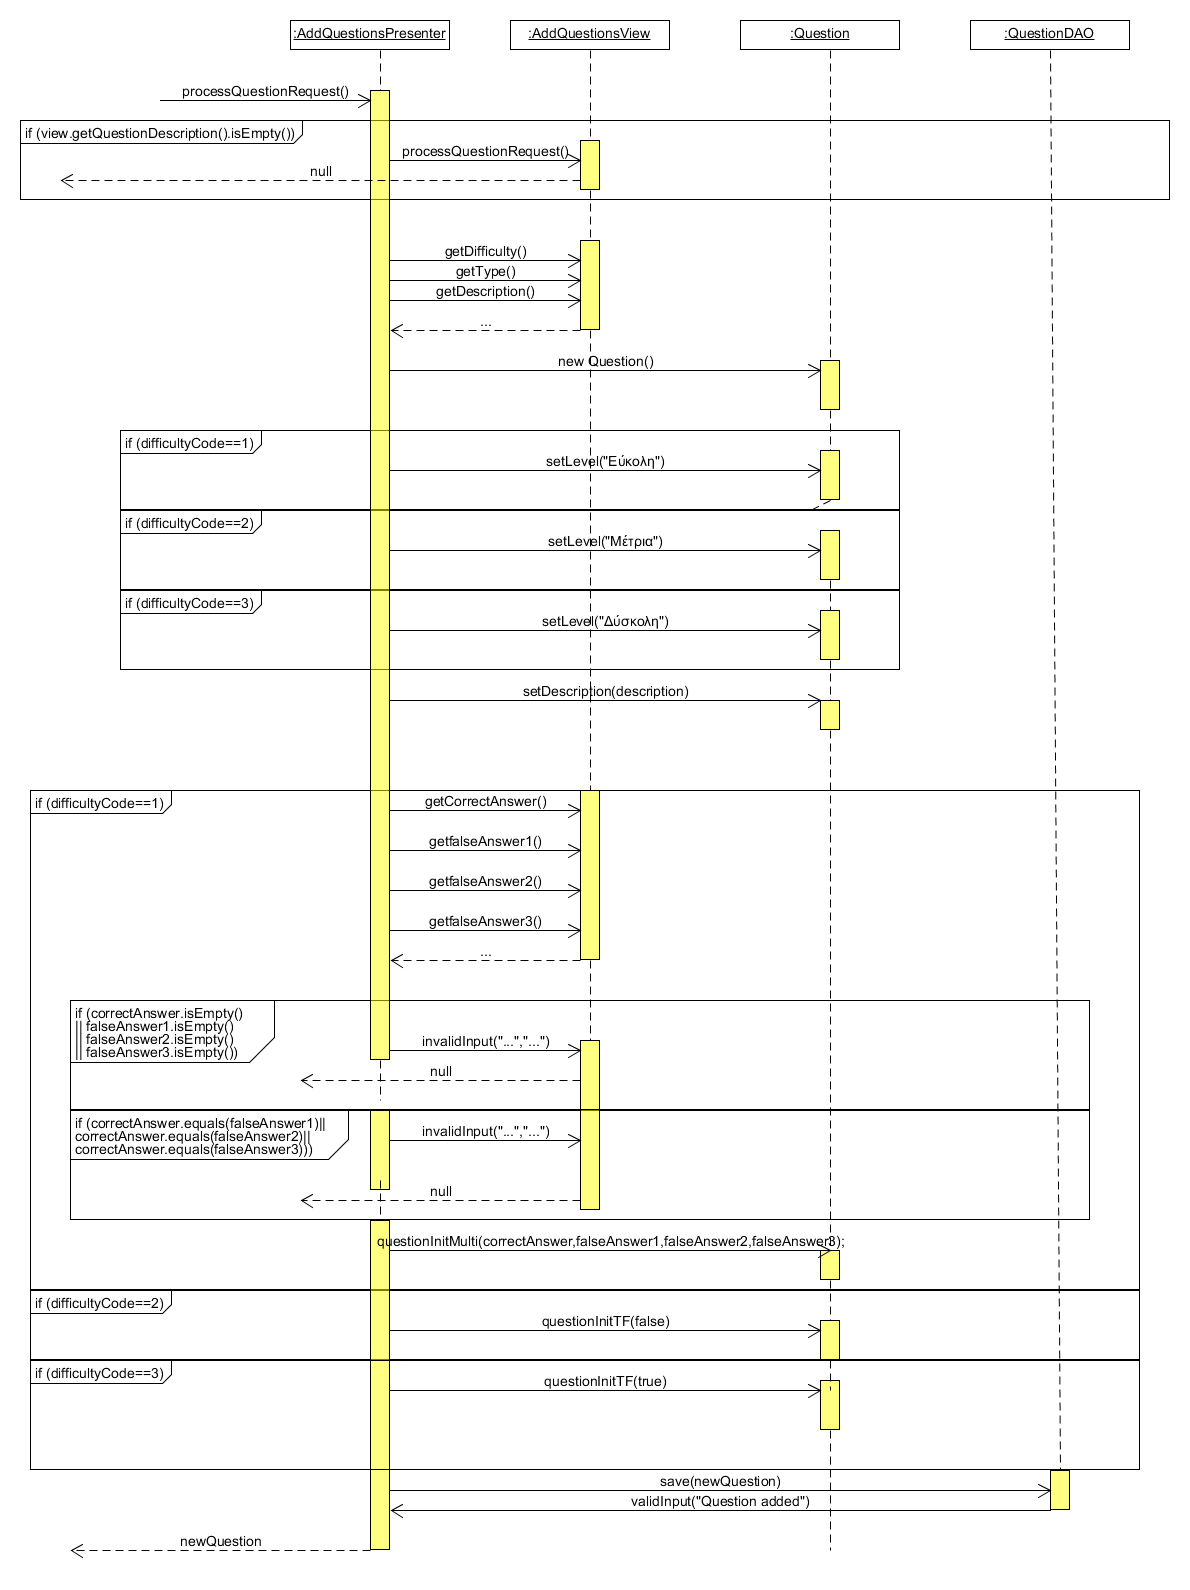 :AddQuestionsPresenter
:AddQuestionsView
:Question
:QuestionDAO
processQuestionRequest()
if (view.getQuestionDescription().isEmpty())
processQuestionRequest()
null
getDifficulty()
getType()
getDescription()
...
new Question()
if (difficultyCode==1)
setLevel("Εύκολη")
if (difficultyCode==2)
setLevel("Μέτρια")
if (difficultyCode==3)
setLevel("Δύσκολη")
setDescription(description)
if (difficultyCode==1)
getCorrectAnswer()
getfalseAnswer1()
getfalseAnswer2()
getfalseAnswer3()
...
if (correctAnswer.isEmpty()
|| falseAnswer1.isEmpty()
|| falseAnswer2.isEmpty()
|| falseAnswer3.isEmpty())
invalidInput("...","...")
null
if (correctAnswer.equals(falseAnswer1)||
correctAnswer.equals(falseAnswer2)||
correctAnswer.equals(falseAnswer3)))
invalidInput("...","...")
null
questionInitMulti(correctAnswer,falseAnswer1,falseAnswer2,falseAnswer3);
if (difficultyCode==2)
questionInitTF(false)
if (difficultyCode==3)
questionInitTF(true)
save(newQuestion)
validInput("Question added")
newQuestion